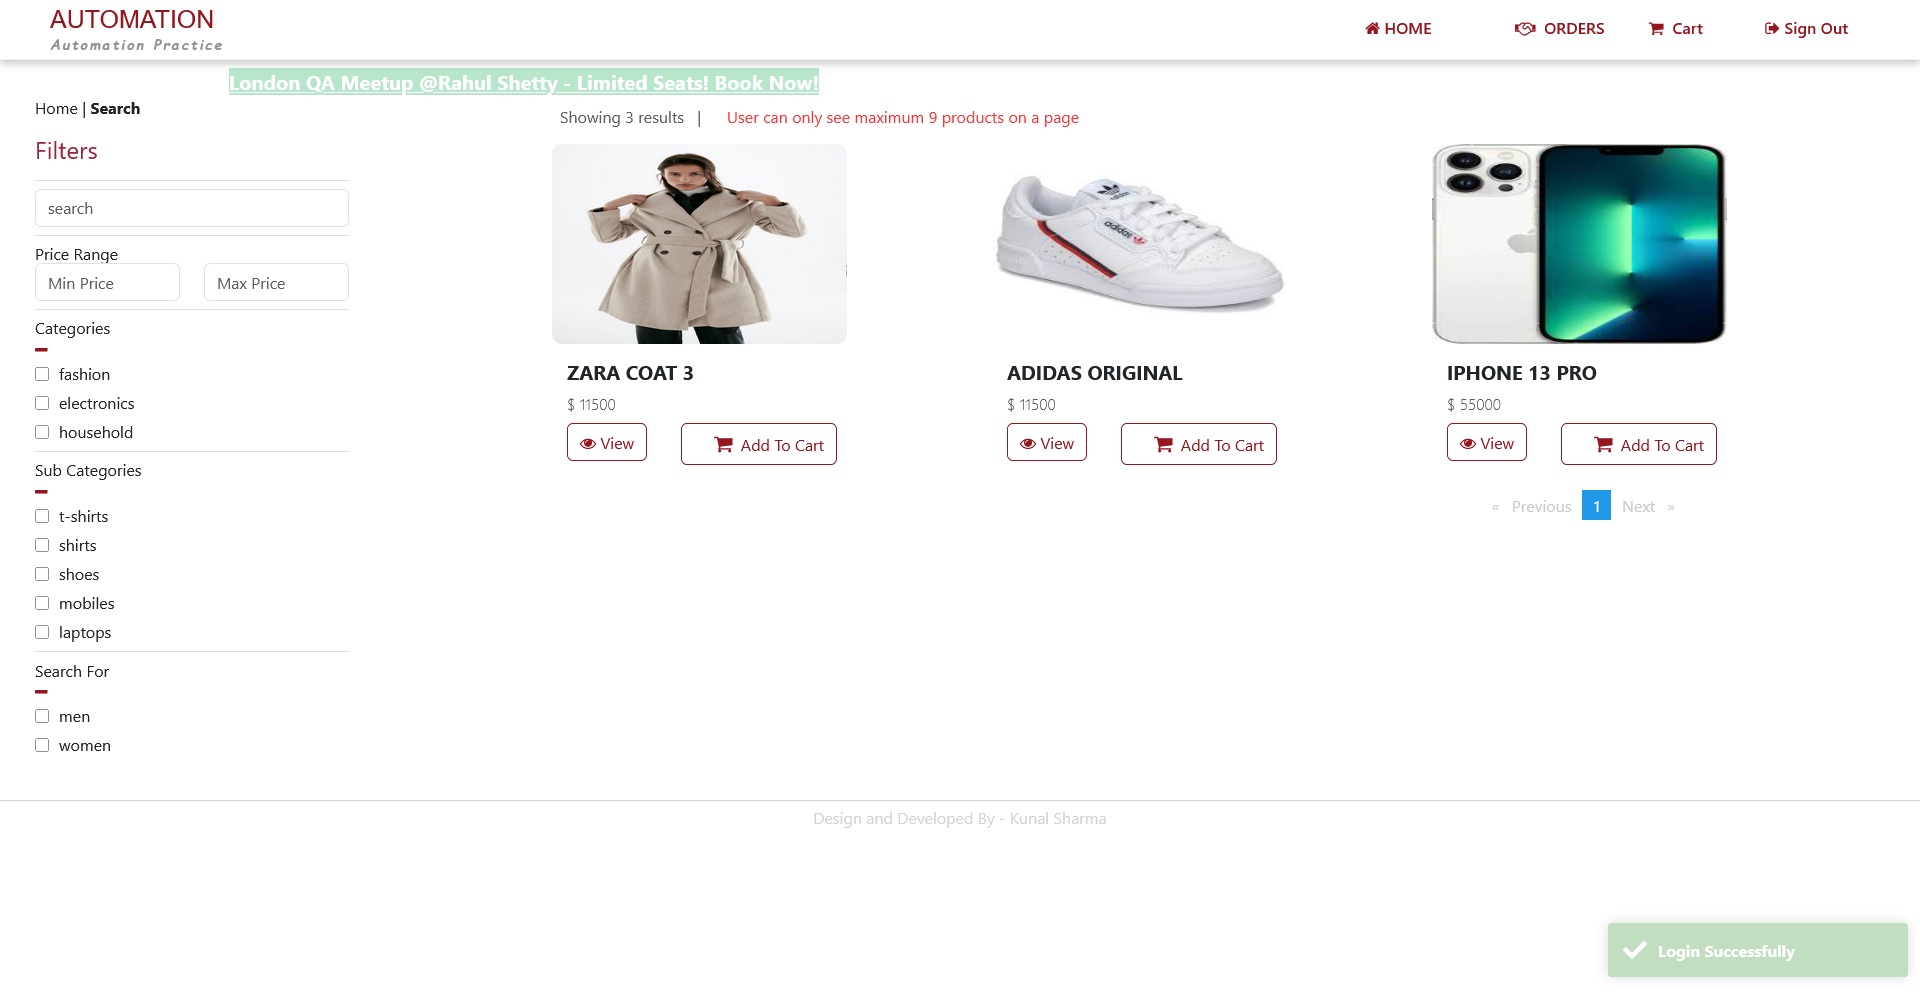 AUTOMATION
Automation Practice
HOME
ORDERS
Cart
Sign Out
London QA Meetup @Rahul Shetty - Limited Seats! Book Now!
Home | Search
Showing 3 results |
User can only see maximum 9 products on a page
Filters
search
Price Range
Min Price
Max Price
Categories
fashion
electronics
household
Sub Categories
t-shirts
shirts
shoes
mobiles
laptops
Search For
men
women
adidas
adidas
ZARA COAT 3
$ 11500
View
Add To Cart
ADIDAS ORIGINAL
$ 11500
View
Add To Cart
IPHONE 13 PRO
$ 55000
View
Add To Cart
« Previous 1 Next »
Design and Developed By - Kunal Sharma
Login Successfully